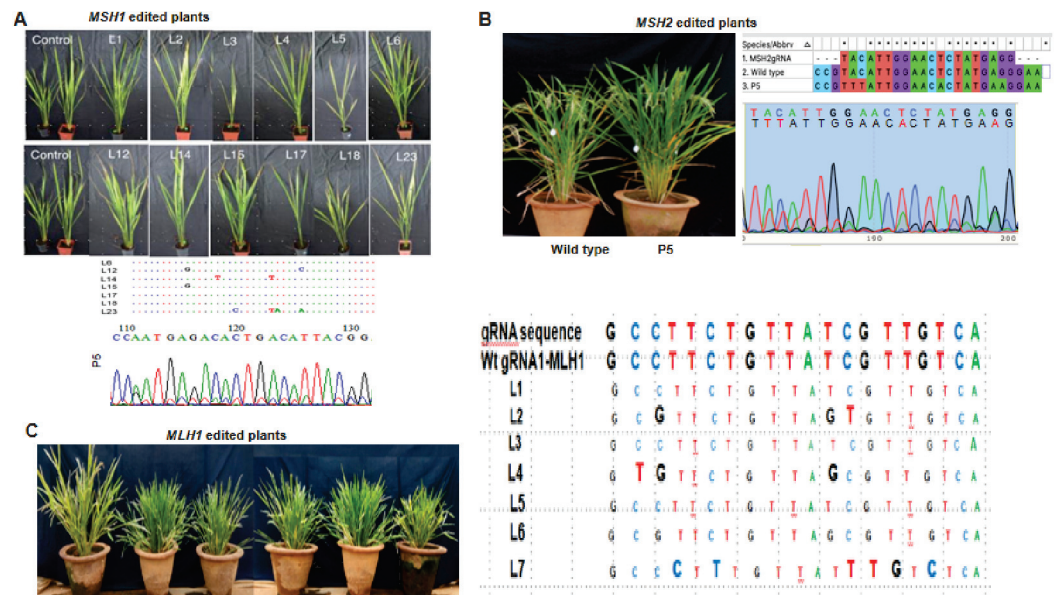 A
MSH1 edited plants
Control L1 L2 L3 L4 L5 L6
Control L12 L14 L15 L17 L18 L23
L6
L12 G C
L14 T T
L15 G
L17
L18
L23 C T A A
110 120 130
CCAATGAGACACTGACATTACGG
P5
B
MSH2 edited plants
Wild type P5
Species/Abbrv
1. MSH2gRNA - - - TACATTGGAACTCTATGAGG - - -
2. Wild type CCGTACATTGGAACTCTATGAGGGAA
3. P5 CCGTTTATTGGAACACTATGAAGGAA
TACATTGGAACTCTATGAGG
TTTATTGGAACACTATGAAG
190 200
C
MLH1 edited plants
gRNA sequence G C C T T C T G T T A T C G T T G T C A
Wt gRNA1-MLH1 G C C T T C T G T T A T C G T T G T C A
L1 G C C T T C T G T T A T C G T T G T C A
L2 G C G T T C T G T T A G T G T T G T C A
L3 G C C T T C T G T T A T C G T T G T C A
L4 G T G T T C T G T T A G C G T T G T C A
L5 G C C T T C T G T T A T C G T T G T C A
L6 G C G T T C T G T T A G C G T T G T C A
L7 G C C C T T G T T A T T T G T C T C A